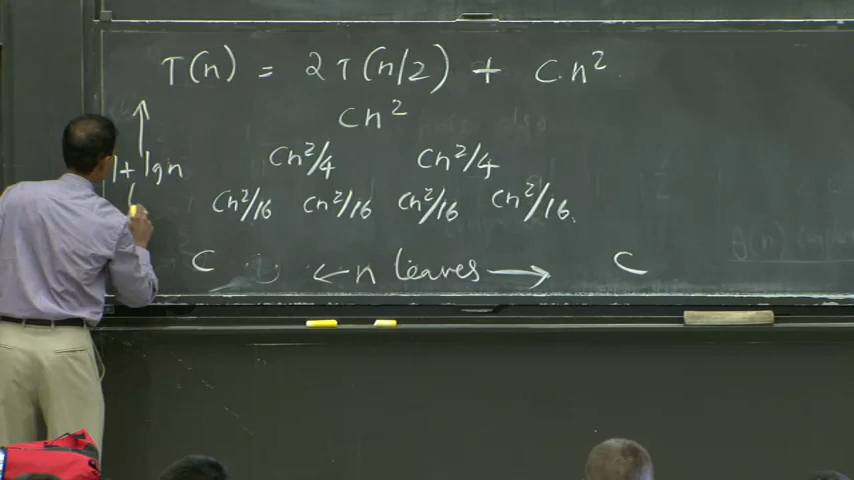 T(n) = 2T(n/2) + c.n²
cn²
1+lgn
cn²/4 cn²/4
cn²/16 cn²/16 cn²/16 cn²/16
c ← n leaves → c
θ(n)